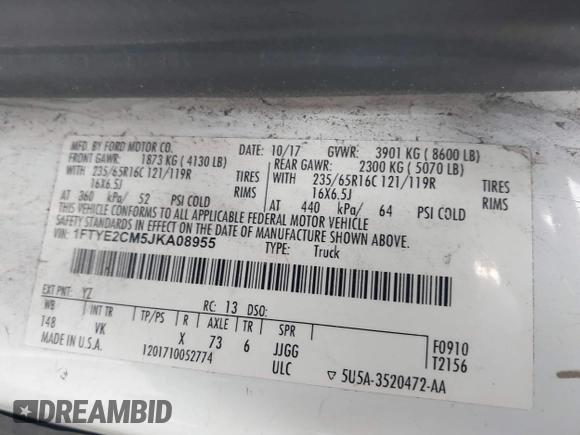 MFD. BY FORD MOTOR CO. 10/17 GVWR: 3901 KG ( 8600 LB)
FRONT GAWR: 1873 KG ( 4130 LB) REAR GAWR: 2300 KG ( 5070 LB)
WITH 235/65R16C 121/119R TIRES WITH 235/65R16C 121/119R TIRES
16X6.5J RIMS 16X6.5J RIMS
AT 360 kPa/ 52 PSI COLD AT 440 kPa/ 64 PSI COLD
THIS VEHICLE CONFORMS TO ALL APPLICABLE FEDERAL MOTOR VEHICLE
SAFETY STANDARDS IN EFFECT ON THE DATE OF MANUFACTURE SHOWN ABOVE.
VIN: 1FTYE2CM5JKA08955
TYPE: Truck
EXT PNT: YZ RC: 13 DSO:
WB TP/PS R AXLE TR SPR
148 VK X 73 6 JJGG F0910
MADE IN U.S.A. 1201710052774 ULC T2156
▽ 5U5A-3520472-AA
DREAMBID